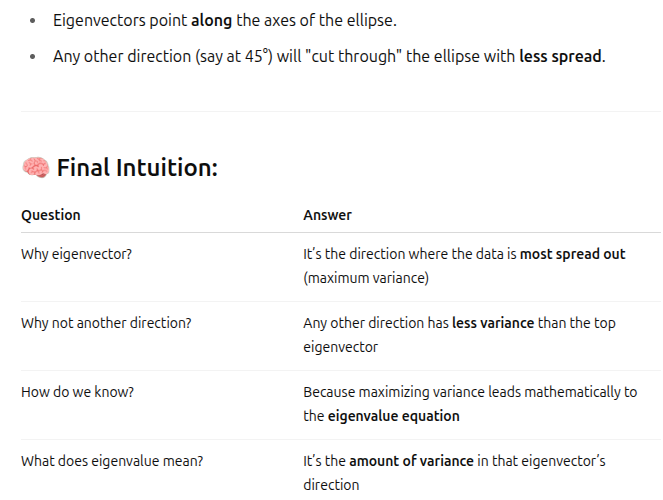 Eigenvectors point along the axes of the ellipse.
Any other direction (say at 45°) will "cut through" the ellipse with less spread.
🧠 Final Intuition:
Question Answer
Why eigenvector? It's the direction where the data is most spread out
(maximum variance)
Why not another direction? Any other direction has less variance than the top
eigenvector
How do we know? Because maximizing variance leads mathematically to
the eigenvalue equation
What does eigenvalue mean? It's the amount of variance in that eigenvector's
direction